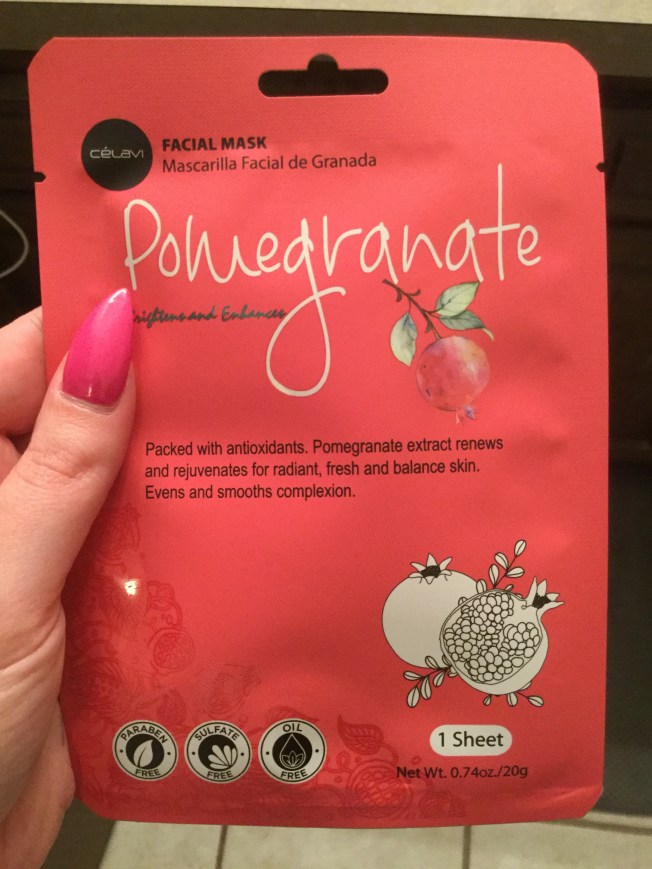 célavi
FACIAL MASK
Mascarilla Facial de Granada
Pomegranate
and Enhances
Packed with antioxidants. Pomegranate extract renews
and rejuvenates for radiant, fresh and balance skin.
Evens and smooths complexion.
PARABEN
FREE
SULFATE
FREE
OIL
FREE
1 Sheet
Net Wt. 0.74oz./20g